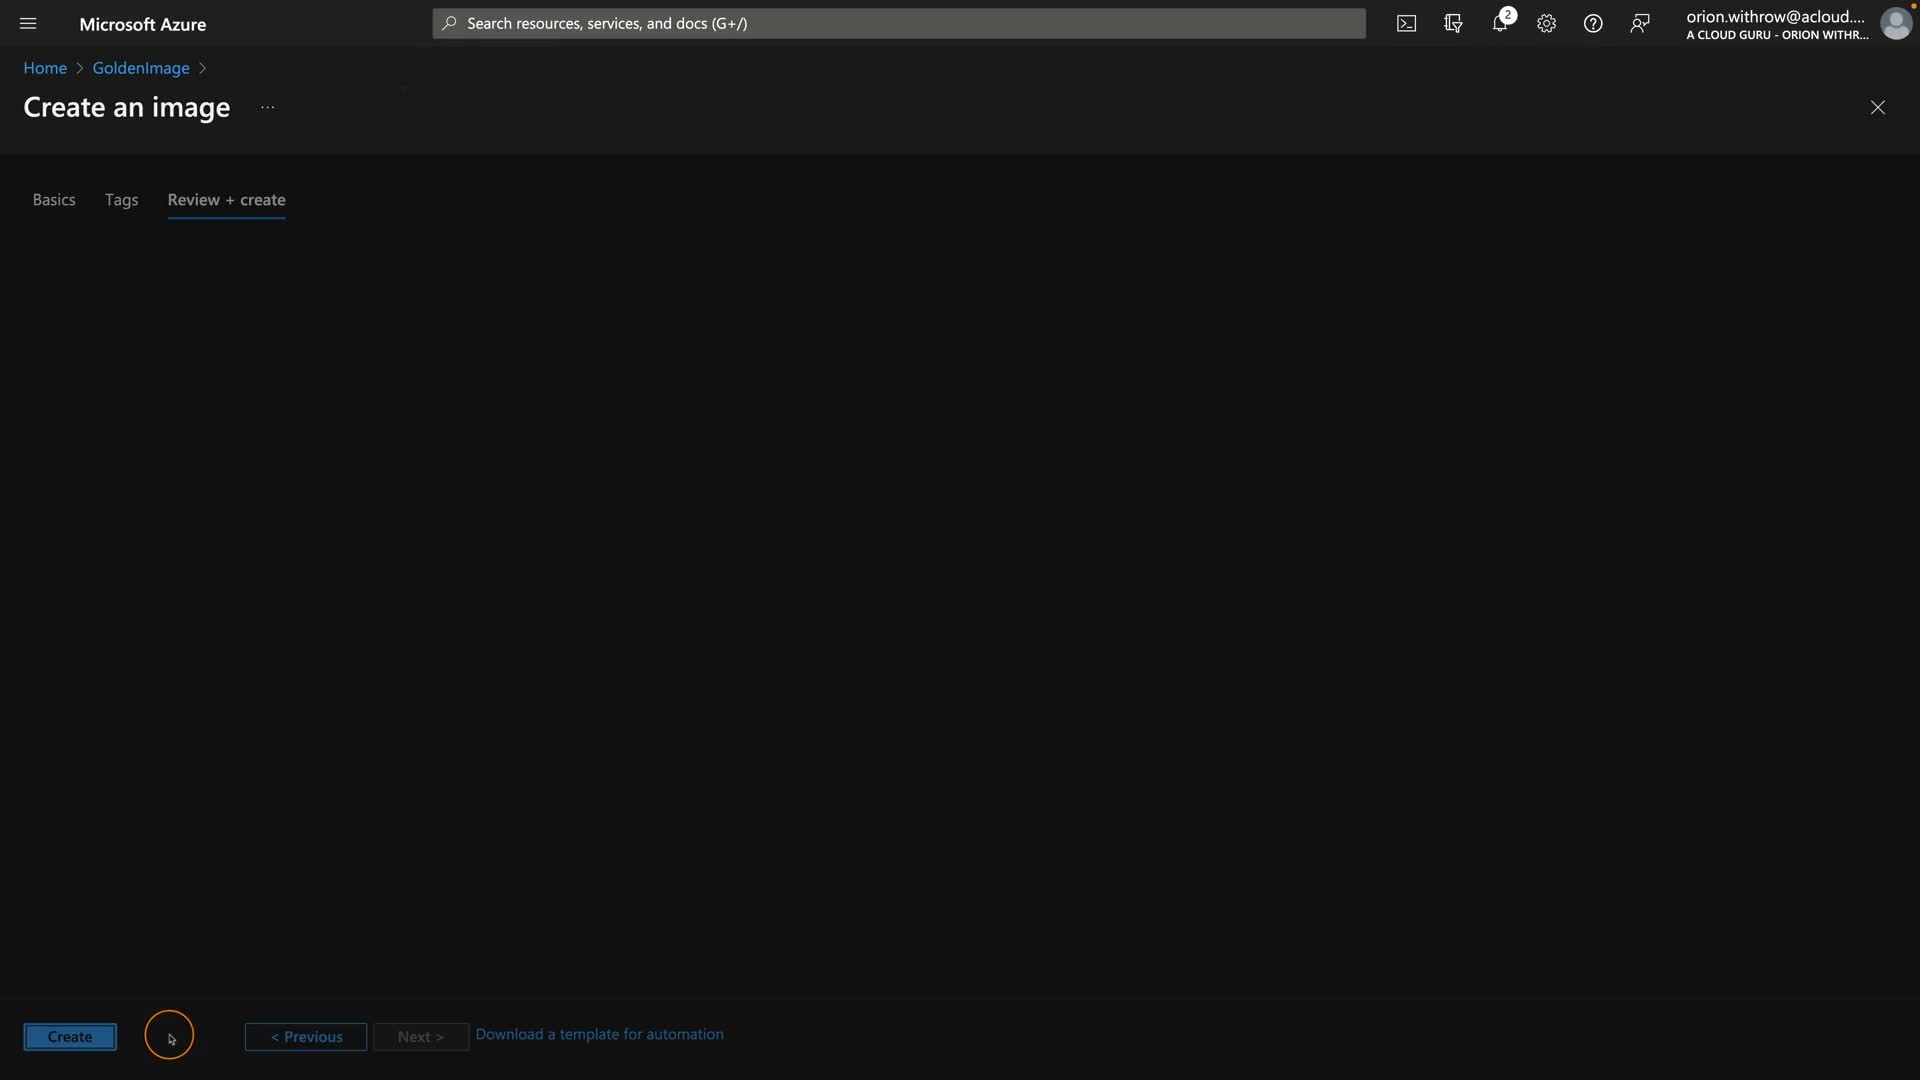 Microsoft Azure
Search resources, services, and docs (G+/)
2
orion.withrow@acloud....
A CLOUD GURU - ORION WITHR...
Home > GoldenImage >
Create an image ...
Basics Tags Review + create
Create < Previous Next > Download a template for automation